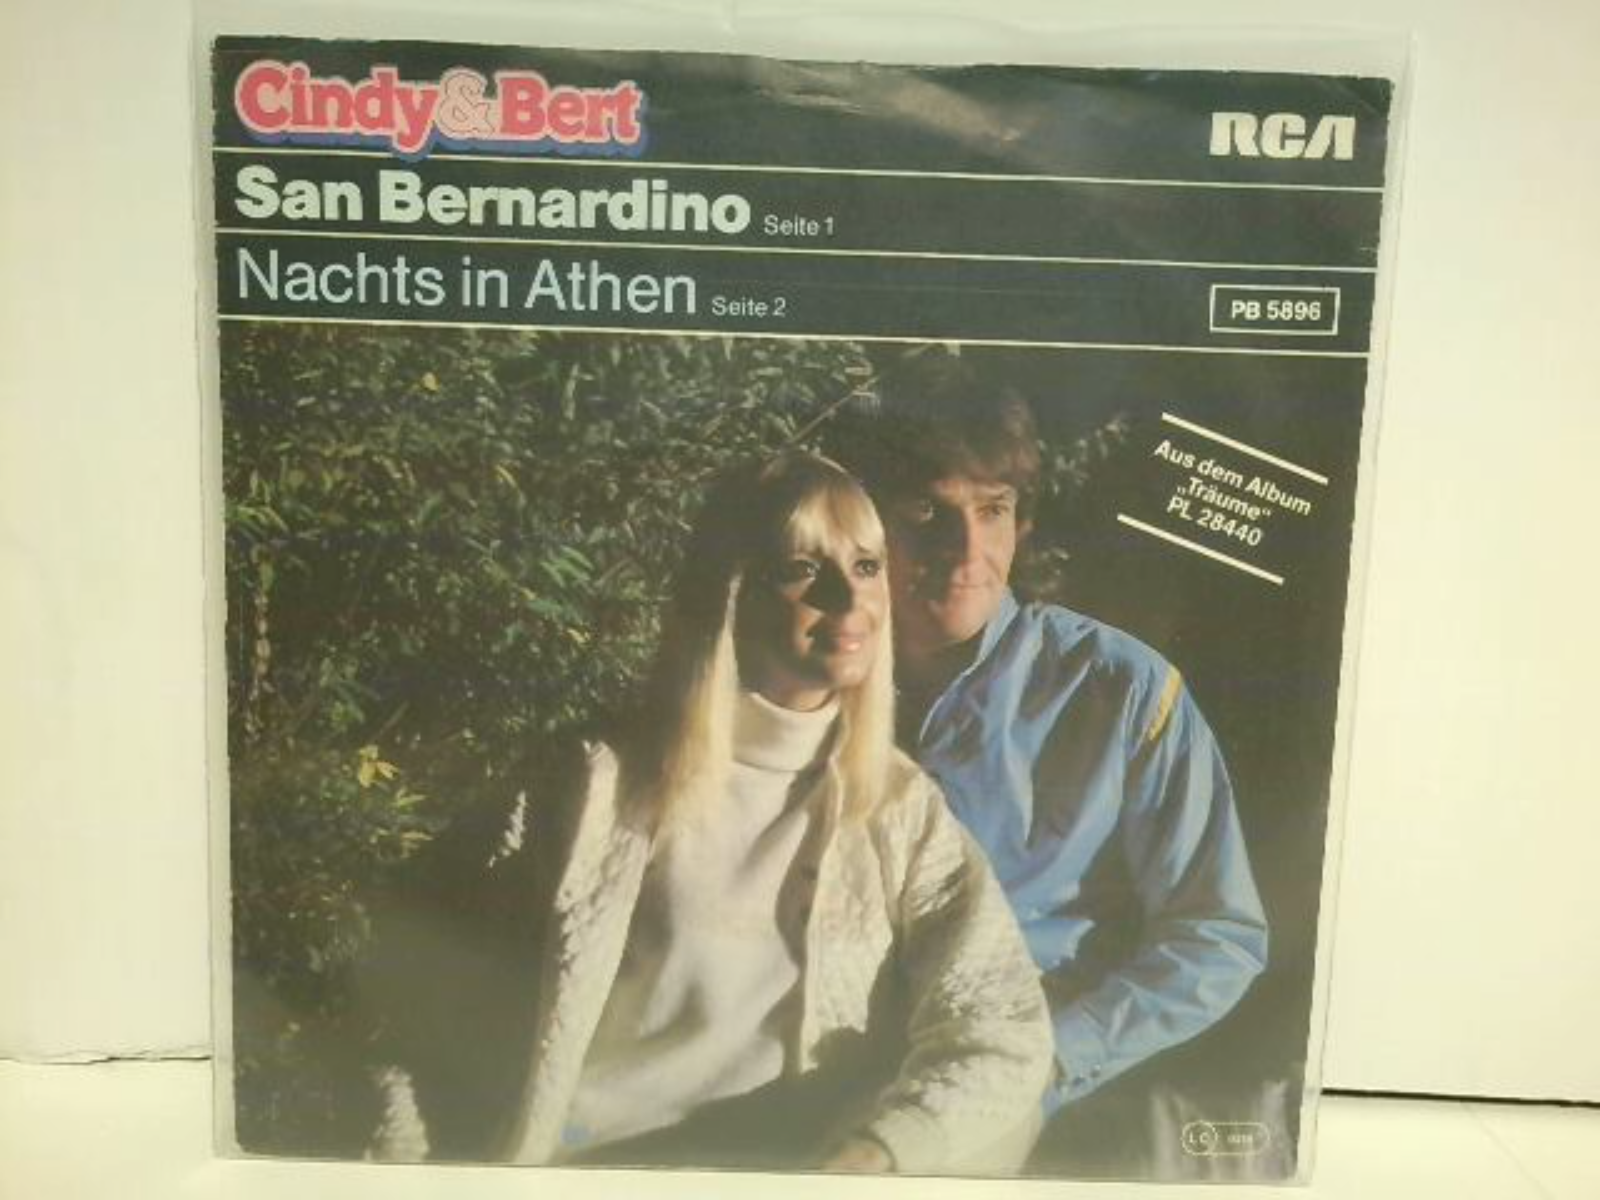 Cindy & Bert
RCA
San Bernardino Seite 1
Nachts in Athen Seite 2
PB 5896
Aus dem Album
„Träume“
PL 28440
LC